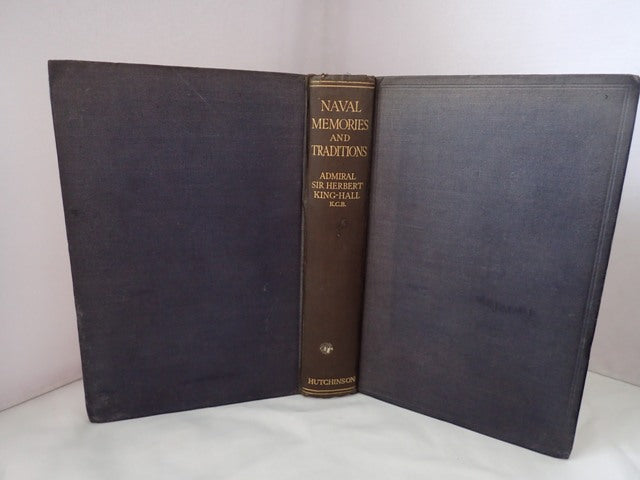 NAVAL
MEMORIES
AND
TRADITIONS
ADMIRAL
SIR HERBERT
KING-HALL
K.C.B.
HUTCHINSON